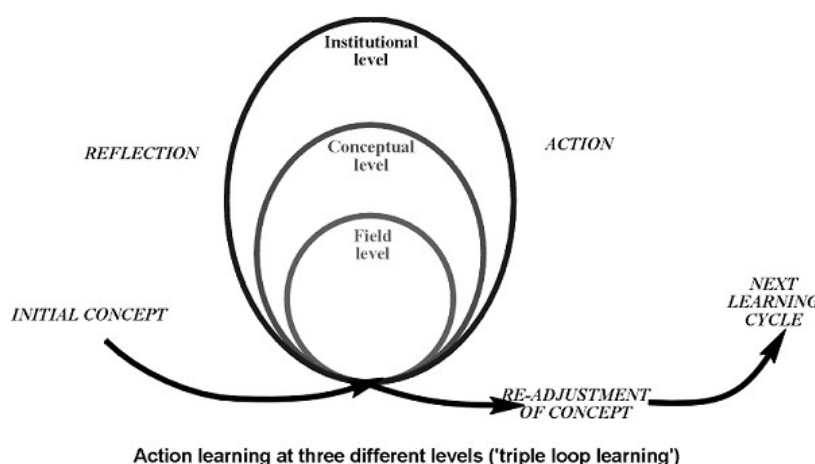 Institutional
level
REFLECTION
ACTION
Conceptual
level
Field
level
INITIAL CONCEPT
NEXT
LEARNING
CYCLE
RE-ADJUSTMENT
OF CONCEPT
Action learning at three different levels ('triple loop learning')